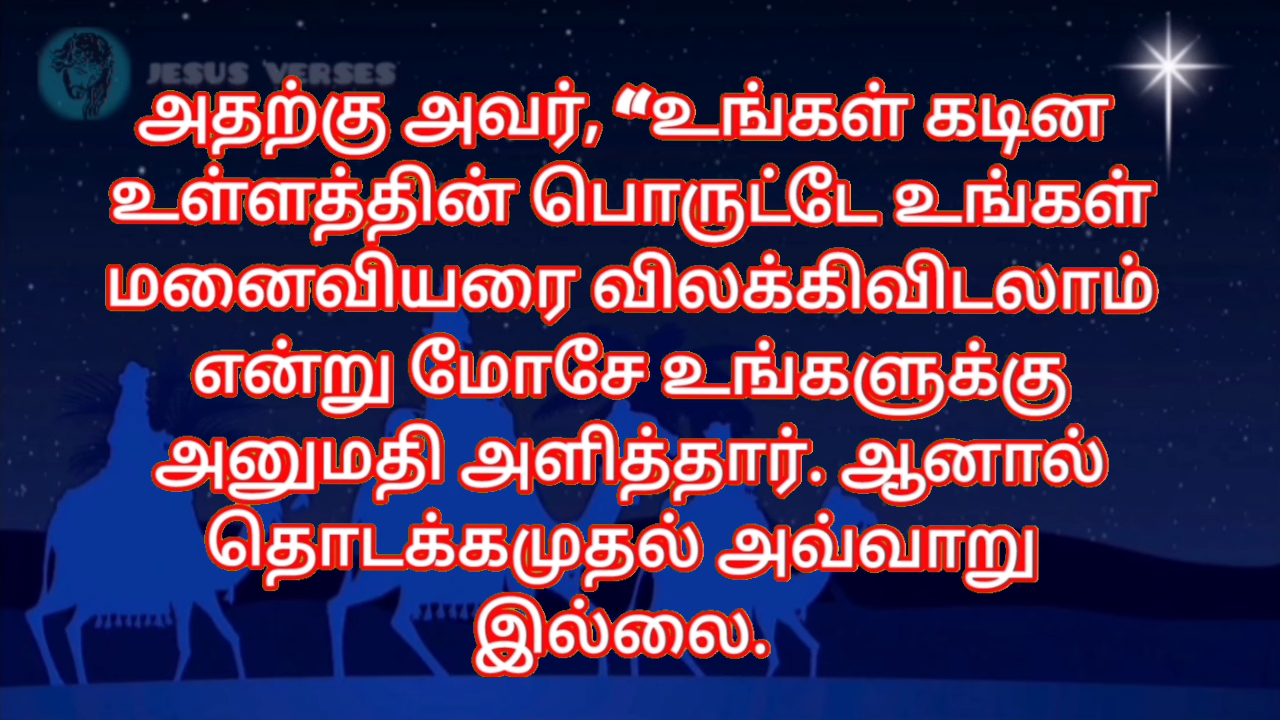 JESUS VERSES
அதற்கு அவர், “உங்கள் கடின
உள்ளத்தின் பொருட்டே உங்கள்
மனைவியரை விலக்கிவிடலாம்
என்று மோசே உங்களுக்கு
அனுமதி அளித்தார். ஆனால்
தொடக்கமுதல் அவ்வாறு
இல்லை.